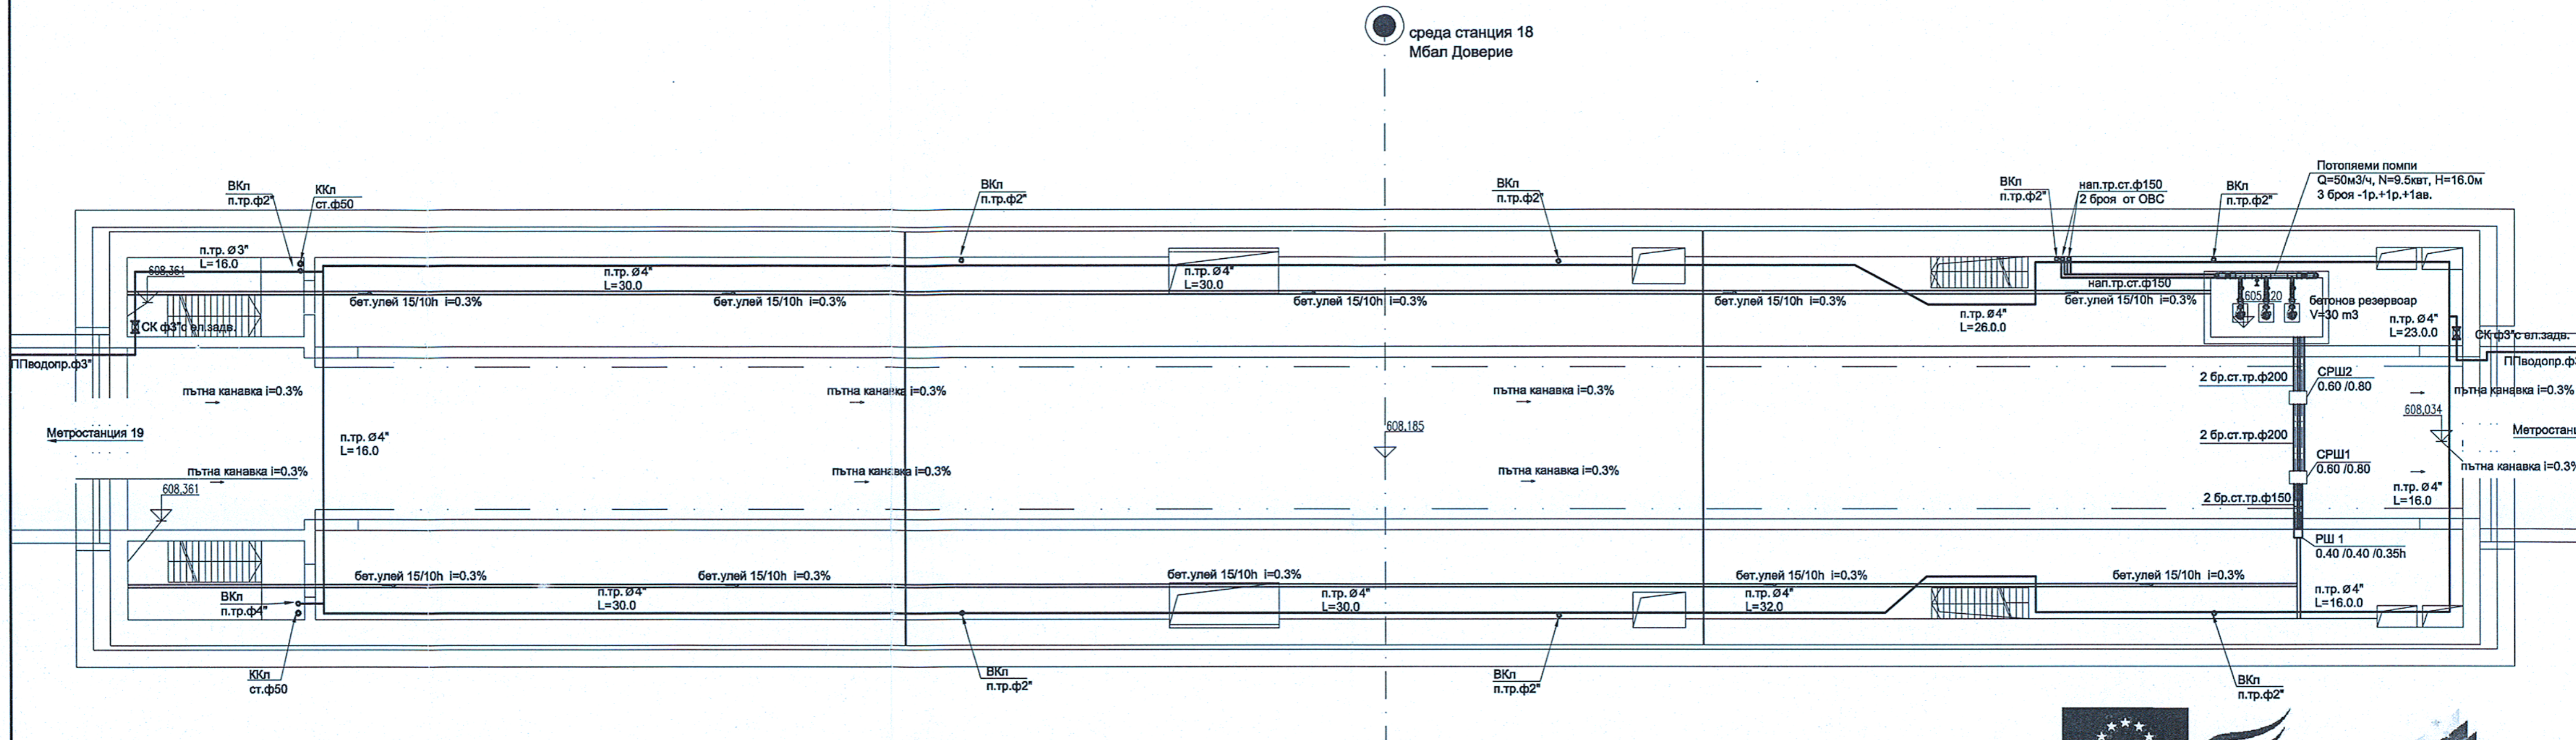 среда станция 18
Мбал Доверие
Потопяеми помпи
Q=50м3/ч, N=9.5квт, H=16.0м
3 броя -1р.+1р.+1ав.
ВКл
п.тр.ф2"
ККл
ст.ф50
ВКл
п.тр.ф2"
ВКл
п.тр.ф2"
ВКл
п.тр.ф2"
нап.тр.ст.ф150
2 броя от ОВС
ВКл
п.тр.ф2"
п.тр. Ø3"
L=16.0
608,361
п.тр. Ø4"
L=30.0
п.тр. Ø4"
L=30.0
бет.улей 15/10h i=0.3%
бет.улей 15/10h i=0.3%
бет.улей 15/10h i=0.3%
бет.улей 15/10h i=0.3%
нап.тр.ст.ф150
бет.улей 15/10h i=0.3%
бетонов резервоар
V=30 m3
п.тр. Ø4"
L=26.0.0
п.тр. Ø4"
L=23.0.0
СК ф3"с ел.задв.
СК ф3"с ел.задв.
ППводопр.ф3"
ППводопр.ф3
пътна канавка i=0.3%
пътна канавка i=0.3%
пътна канавка i=0.3%
2 бр.ст.тр.ф200
СРШ2
0.60 /0.80
пътна канавка i=0.3%
608,034
608,185
Метростанция 19
п.тр. Ø4"
L=16.0
2 бр.ст.тр.ф200
СРШ1
0.60 /0.80
пътна канавка i=0.3%
пътна канавка i=0.3%
пътна канавка i=0.3%
пътна канавка i=0.3%
608,361
2 бр.ст.тр.ф150
п.тр. Ø4"
L=16.0
РШ 1
0.40 /0.40 /0.35h
бет.улей 15/10h i=0.3%
бет.улей 15/10h i=0.3%
бет.улей 15/10h i=0.3%
бет.улей 15/10h i=0.3%
бет.улей 15/10h i=0.3%
ВКл
п.тр.ф4"
п.тр. Ø4"
L=30.0
п.тр. Ø4"
L=30.0
п.тр. Ø4"
L=32.0
п.тр. Ø4"
L=16.0.0
ККл
ст.ф50
ВКл
п.тр.ф2"
ВКл
п.тр.ф2"
ВКл
п.тр.ф2"